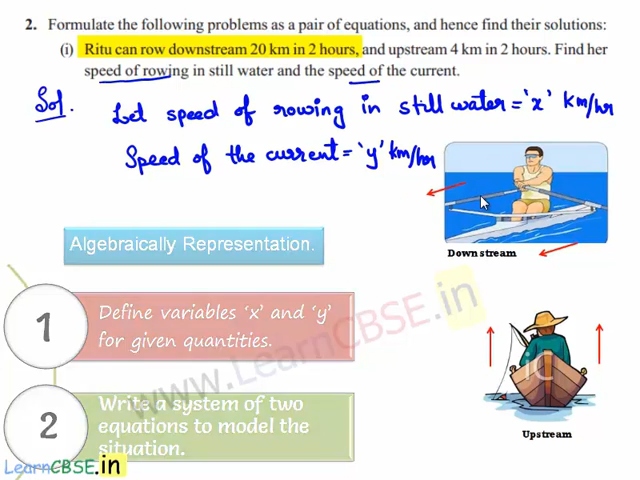 2. Formulate the following problems as a pair of equations, and hence find their solutions:
(i) Ritu can row downstream 20 km in 2 hours, and upstream 4 km in 2 hours. Find her
speed of rowing in still water and the speed of the current.
Sol. Let speed of rowing in still water = 'x' km/hr
Speed of the current = 'y' km/hr
Down stream
Algebraically Representation.
1
Define variables 'x' and 'y'
for given quantities.
2
Write a system of two
equations to model the
situation.
Upstream
www.LearnCBSE.in
LearnCBSE.in